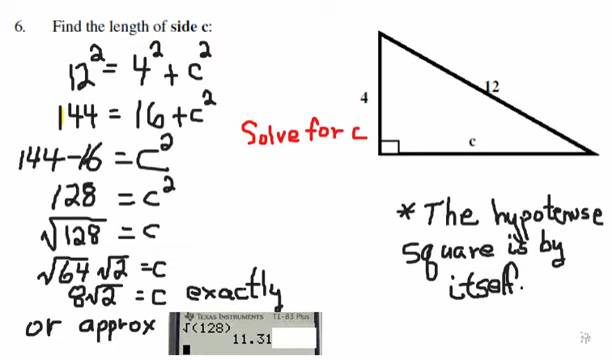 6. Find the length of side c:
12² = 4² + c²
144 = 16 + c²
144 - 16 = c²
128 = c²
√128 = c
√64 √2 = c
8√2 = c exactly
or approx
TEXAS INSTRUMENTS TI-83 Plus
√(128)
11.31
Solve for c
4
12
c
* The hypotenuse
square is by
itself.